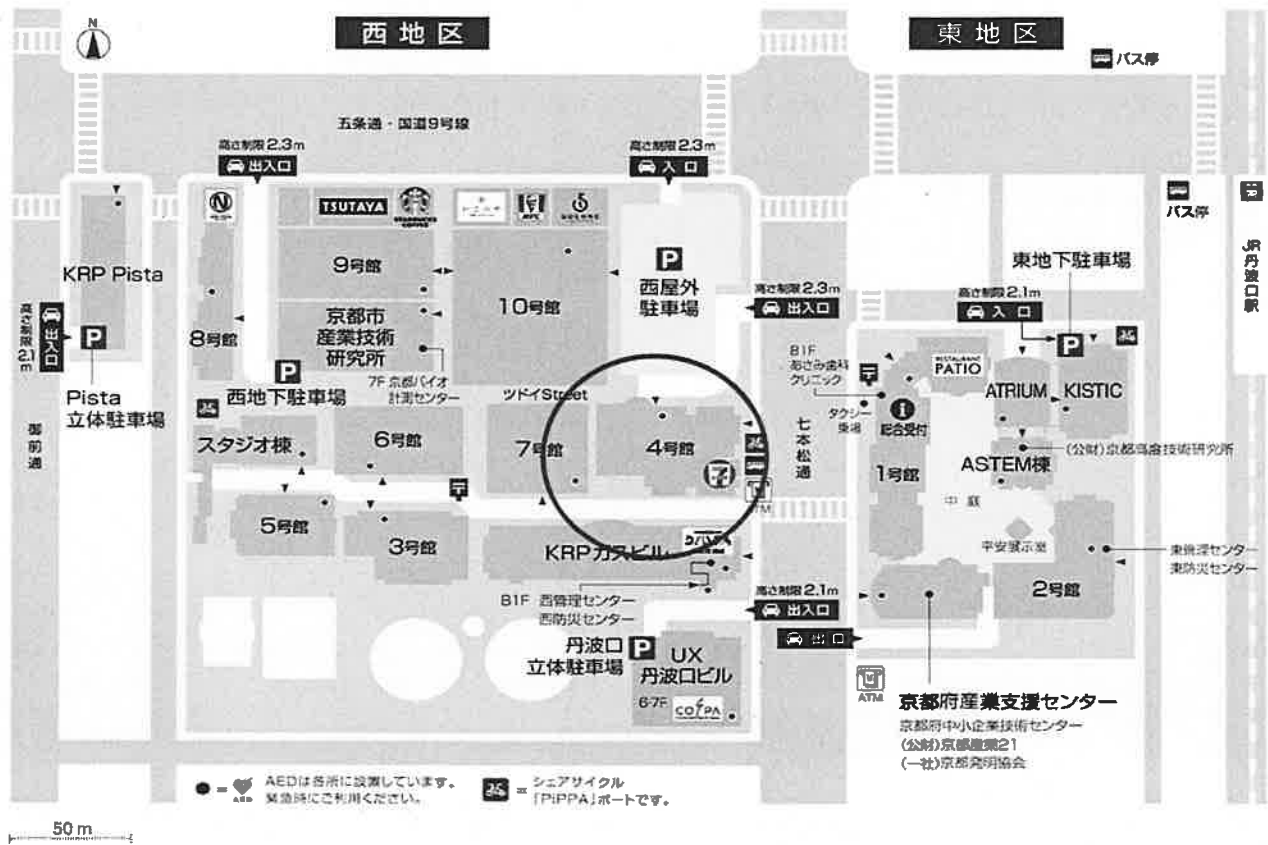 N
西地区
東地区
バス停
五条通・国道9号線
高さ制限2.3m
出入口
高さ制限2.3m
入口
TSUTAYA
STARBUCKS COFFEE
KFC
バス停
JR丹波口駅
KRP Pista
9号館
10号館
P
西屋外
駐車場
東地下駐車場
高さ制限2.3m
出入口
高さ制限2.1m
入口
高さ制限2.1m
出入口
P
8号館
京都市
産業技術
研究所
7F 京都バイオ
計測センター
P
西地下駐車場
Pista
立体駐車場
御前通
B1F
あさみ歯科
クリニック
RESTAURANT
PATIO
P
ATRIUM
KISTIC
ツドイStreet
タクシー
乗場
i
総合受付
七本松通
スタジオ棟
6号館
7号館
4号館
ATM
1号館
ASTEM棟
(公財)京都高度技術研究所
中庭
平安展示室
5号館
3号館
KRPガスビル
東管理センター
東防災センター
2号館
B1F 西管理センター
西防災センター
高さ制限2.1m
出入口
出口
丹波口
立体駐車場
P
UX
丹波口ビル
6-7F
ATM
京都府産業支援センター
京都府中小企業技術センター
(公財)京都産業21
(一社)京都発明協会
● =
AED
AEDは各所に設置しています。
緊急時にご利用ください。
=
シェアサイクル
「PiPPA」ポートです。
50 m